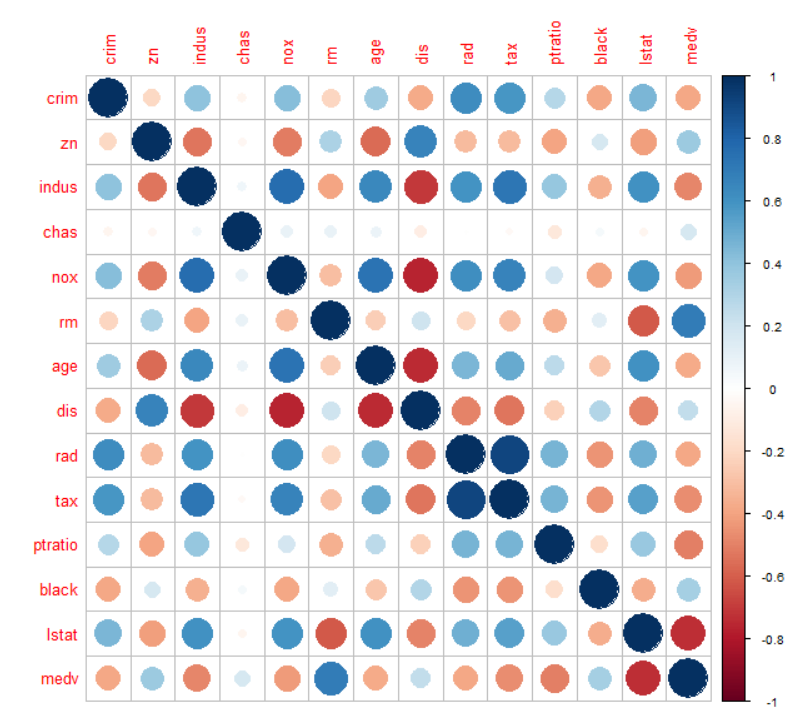 crim zn indus chas nox rm age dis rad tax ptratio black lstat medv
crim
zn
indus
chas
nox
rm
age
dis
rad
tax
ptratio
black
lstat
medv
1
0.8
0.6
0.4
0.2
0
-0.2
-0.4
-0.6
-0.8
-1